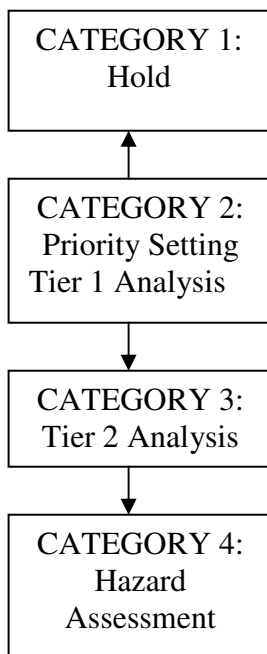 CATEGORY 1:
Hold
CATEGORY 2:
Priority Setting
Tier 1 Analysis
CATEGORY 3:
Tier 2 Analysis
CATEGORY 4:
Hazard
Assessment